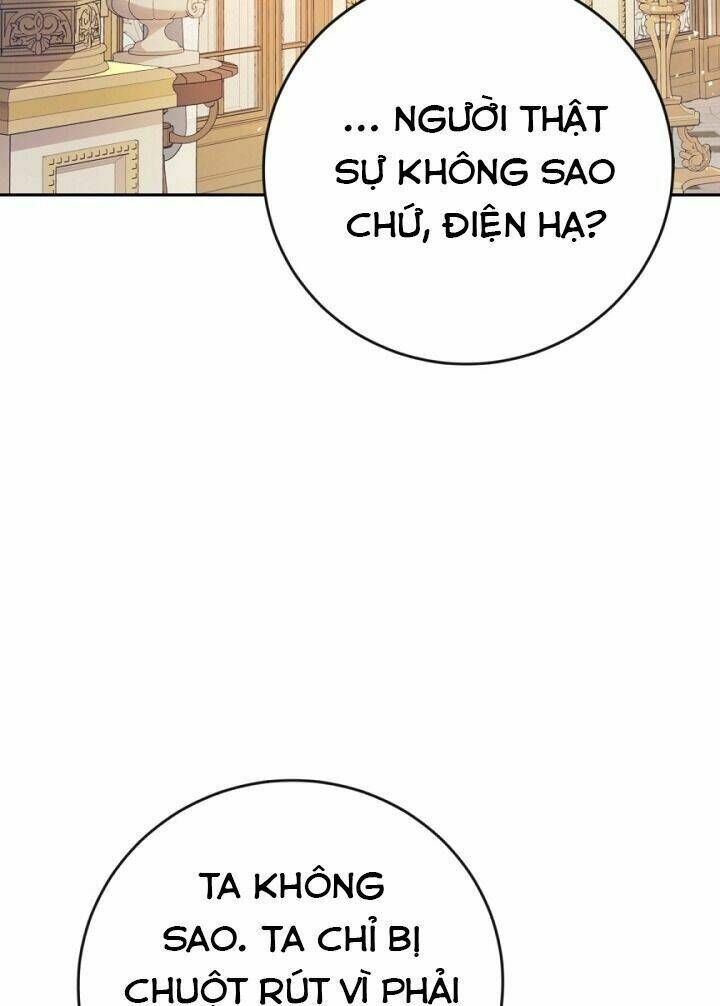 ... NGƯỜI THẬT
SỰ KHÔNG SAO
CHỨ, ĐIỆN HẠ?
TA KHÔNG
SAO. TA CHỈ BỊ
CHUỘT RÚT VÌ PHẢI